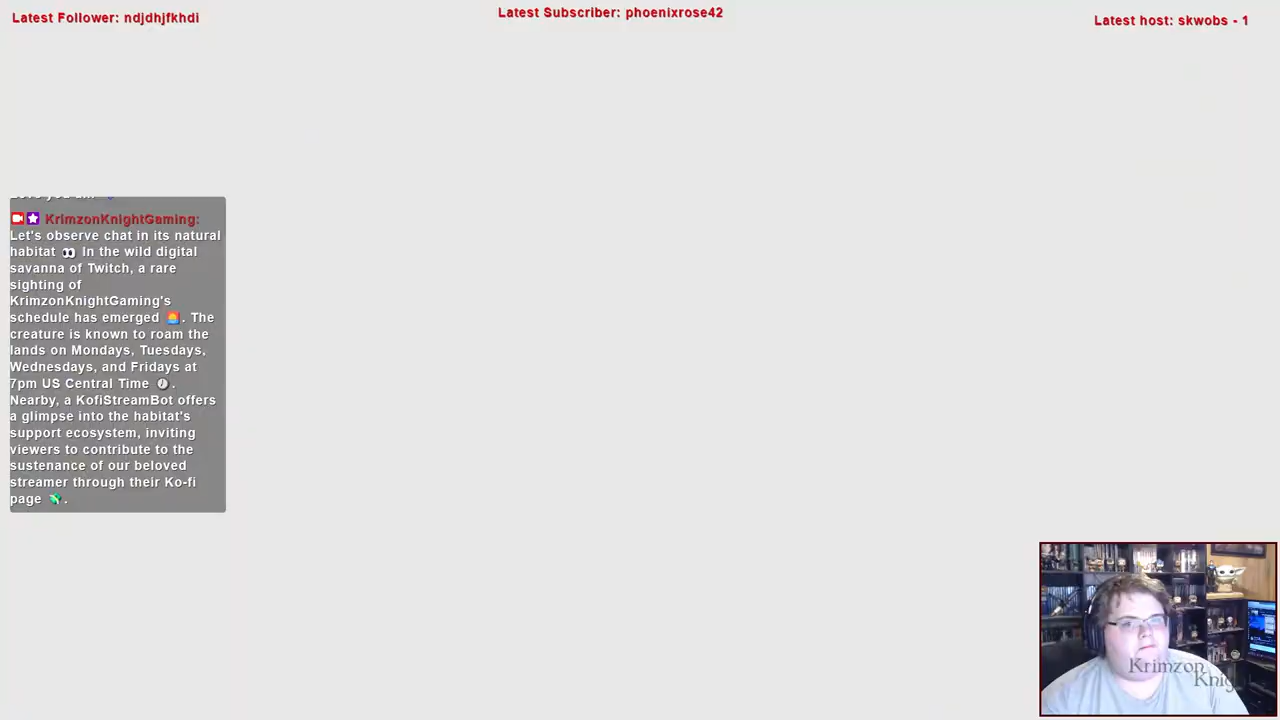 Latest Follower: ndjdhjfkhdi
Latest Subscriber: phoenixrose42
Latest host: skwobs - 1
KrimzonKnightGaming:
Let's observe chat in its natural
habitat 👀 In the wild digital
savanna of Twitch, a rare
sighting of
KrimzonKnightGaming's
schedule has emerged 🌅. The
creature is known to roam the
lands on Mondays, Tuesdays,
Wednesdays, and Fridays at
7pm US Central Time 🕖.
Nearby, a KofiStreamBot offers
a glimpse into the habitat's
support ecosystem, inviting
viewers to contribute to the
sustenance of our beloved
streamer through their Ko-fi
page 💸.
Krimzon